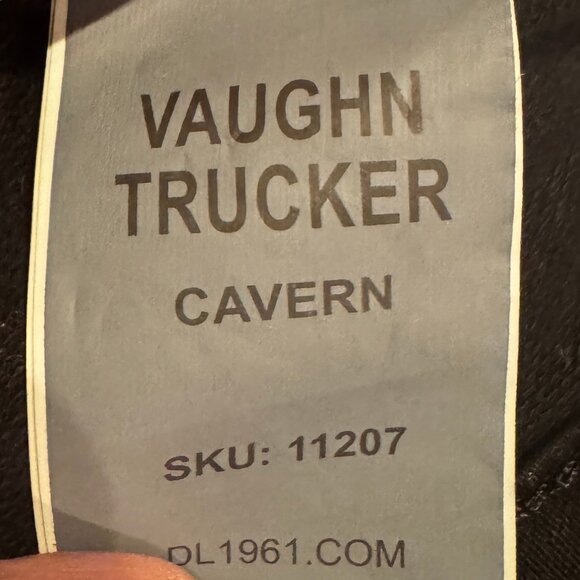 VAUGHN
TRUCKER
CAVERN
SKU: 11207
DL1961.COM